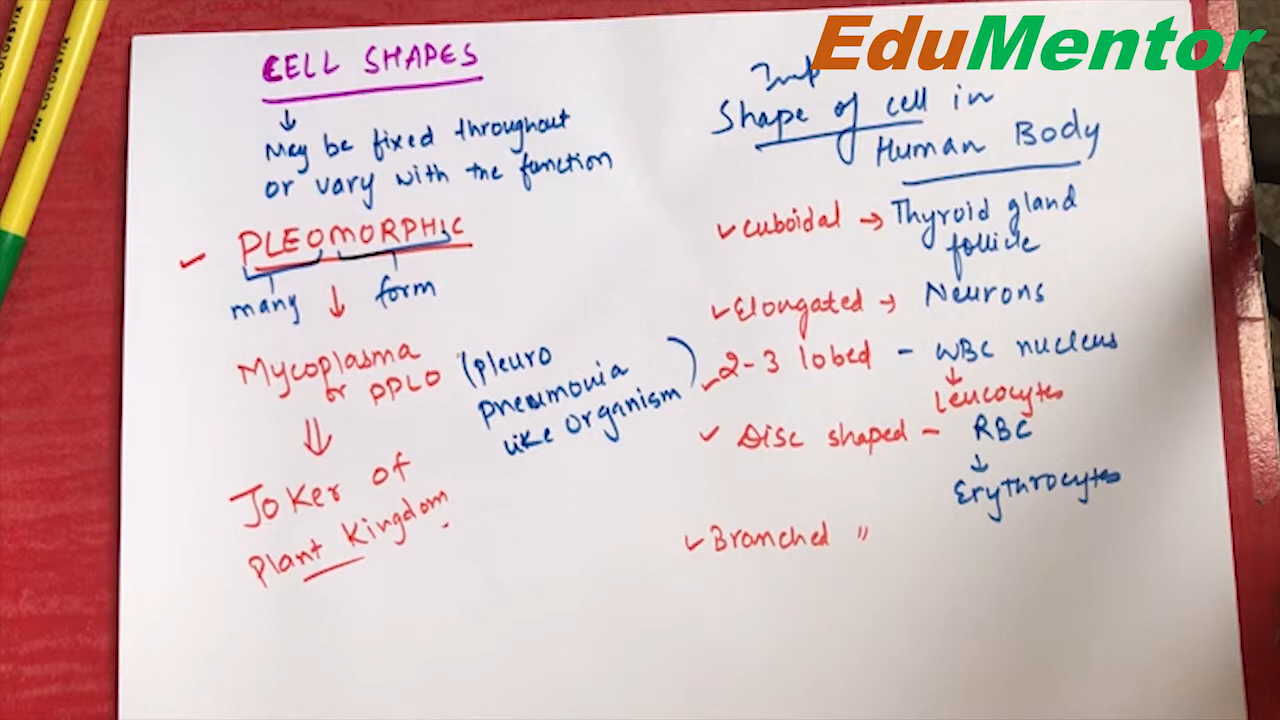 EduMentor
CELL SHAPES
May be fixed throughout
or vary with the function
PLEOMORPHIC
many form
Mycoplasma
or PPLO (pleuro
pneumonia
like organism)
Joker of
Plant Kingdom
Imp
Shape of cell in
Human Body
Cuboidal → Thyroid gland
follicle
Elongated → Neurons
2-3 lobed - WBC nucleus
Leucocytes
Disc shaped - RBC
Erythrocytes
Branched "